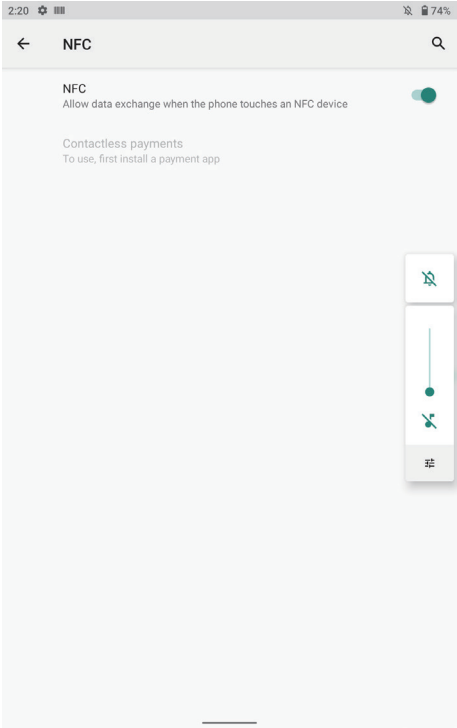 2:20 74%
NFC
NFC
Allow data exchange when the phone touches an NFC device
Contactless payments
To use, first install a payment app